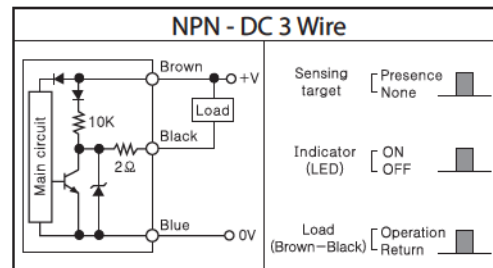 NPN - DC 3 Wire
Brown
+V
Load
10K
Black
2Ω
Main circuit
Blue
0V
Sensing
target
Presence
None
Indicator
(LED)
ON
OFF
Load
(Brown-Black)
Operation
Return